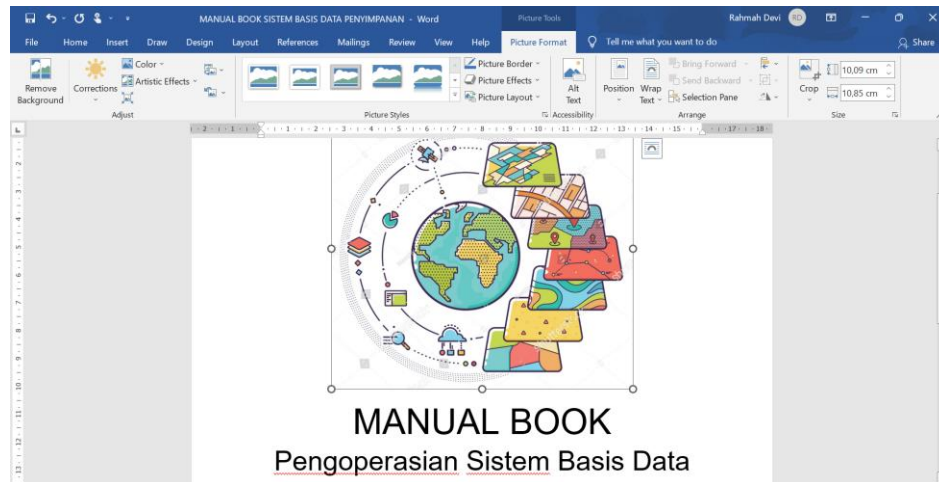 MANUAL BOOK SISTEM BASIS DATA PENYIMPANAN - Word
Picture Tools
Rahmah Devi
RD
File Home Insert Draw Design Layout References Mailings Review View Help Picture Format Tell me what you want to do Share
Remove Background
Corrections
Color
Artistic Effects
Picture Border
Picture Effects
Picture Layout
Alt Text
Position
Wrap Text
Bring Forward
Send Backward
Selection Pane
Crop
10,09 cm
10,85 cm
Adjust
Picture Styles
Accessibility
Arrange
Size
MANUAL BOOK
Pengoperasian Sistem Basis Data